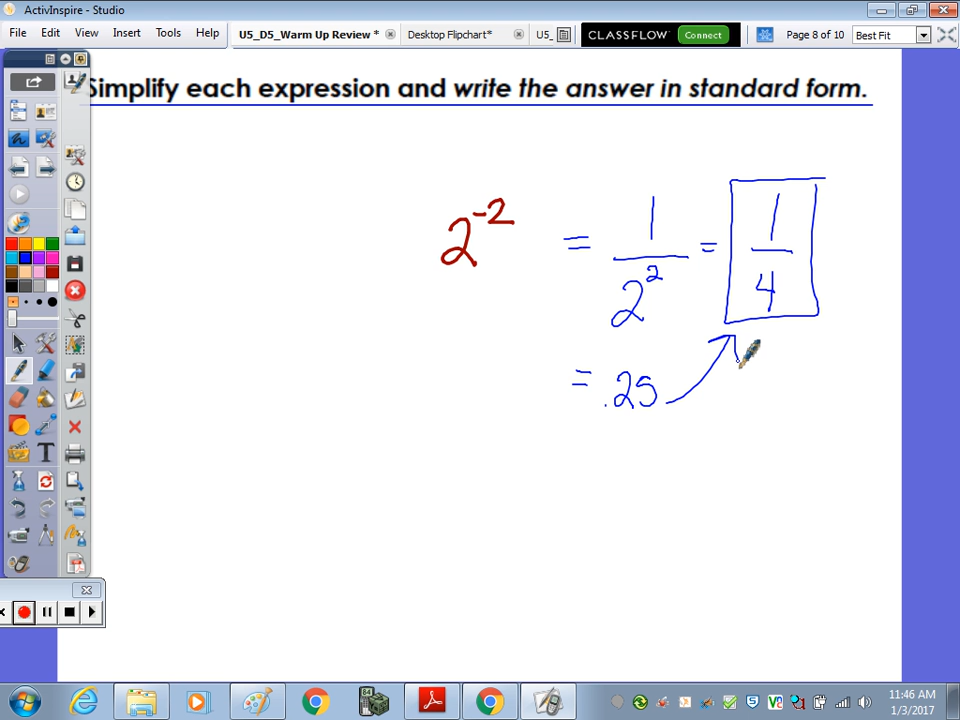 ActivInspire - Studio
File Edit View Insert Tools Help U5_D5_Warm Up Review * Desktop Flipchart* U5_ CLASSFLOW Connect Page 8 of 10 Best Fit
Simplify each expression and write the answer in standard form.
2⁻² = 1/2² = 1/4
= .25
11:46 AM
1/3/2017